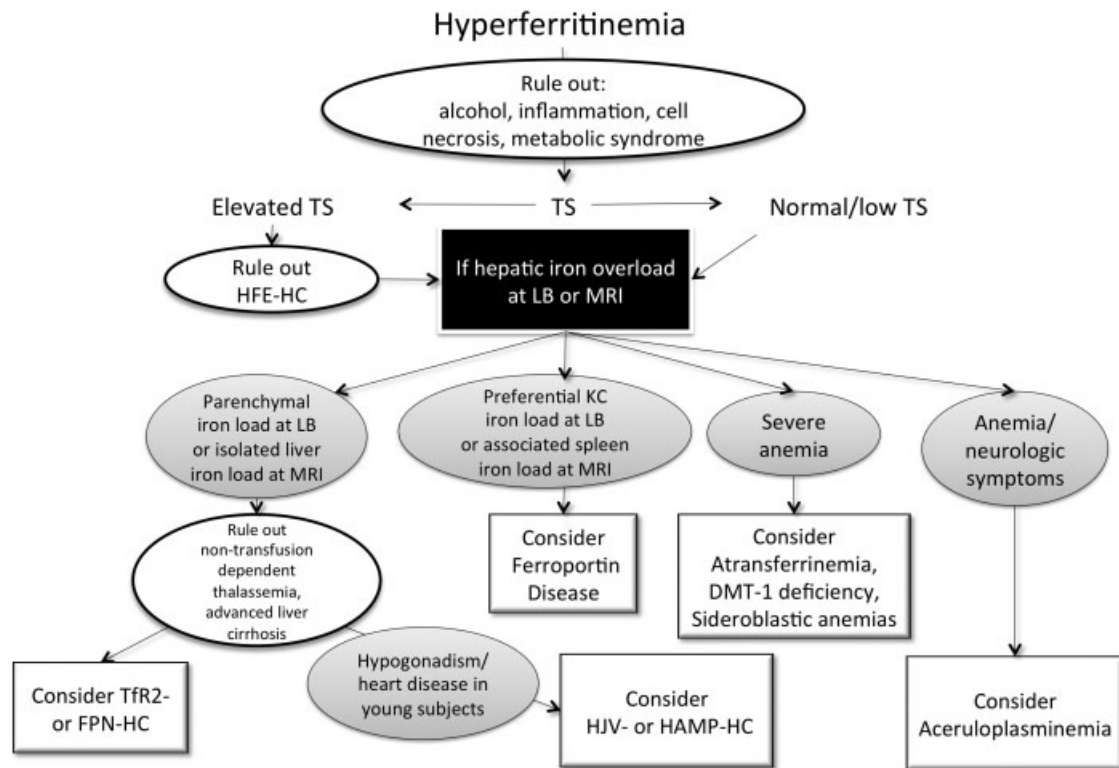 Hyperferritinemia
Rule out:
alcohol, inflammation, cell
necrosis, metabolic syndrome
Elevated TS
TS
Normal/low TS
Rule out
HFE-HC
If hepatic iron overload
at LB or MRI
Parenchymal
iron load at LB
or isolated liver
iron load at MRI
Preferential KC
iron load at LB
or associated spleen
iron load at MRI
Severe
anemia
Anemia/
neurologic
symptoms
Rule out
non-transfusion
dependent
thalassemia,
advanced liver
cirrhosis
Consider
Ferroportin
Disease
Consider
Atransferrinemia,
DMT-1 deficiency,
Sideroblastic anemias
Hypogonadism/
heart disease in
young subjects
Consider TfR2-
or FPN-HC
Consider
HJV- or HAMP-HC
Consider
Aceruloplasminemia